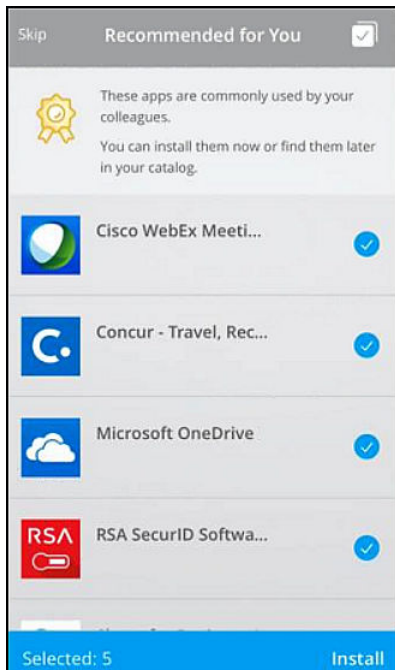 Skip
Recommended for You
These apps are commonly used by your
colleagues.
You can install them now or find them later
in your catalog.
Cisco WebEx Meeti...
Concur - Travel, Rec...
Microsoft OneDrive
RSA
RSA SecurID Softwa...
Selected: 5
Install